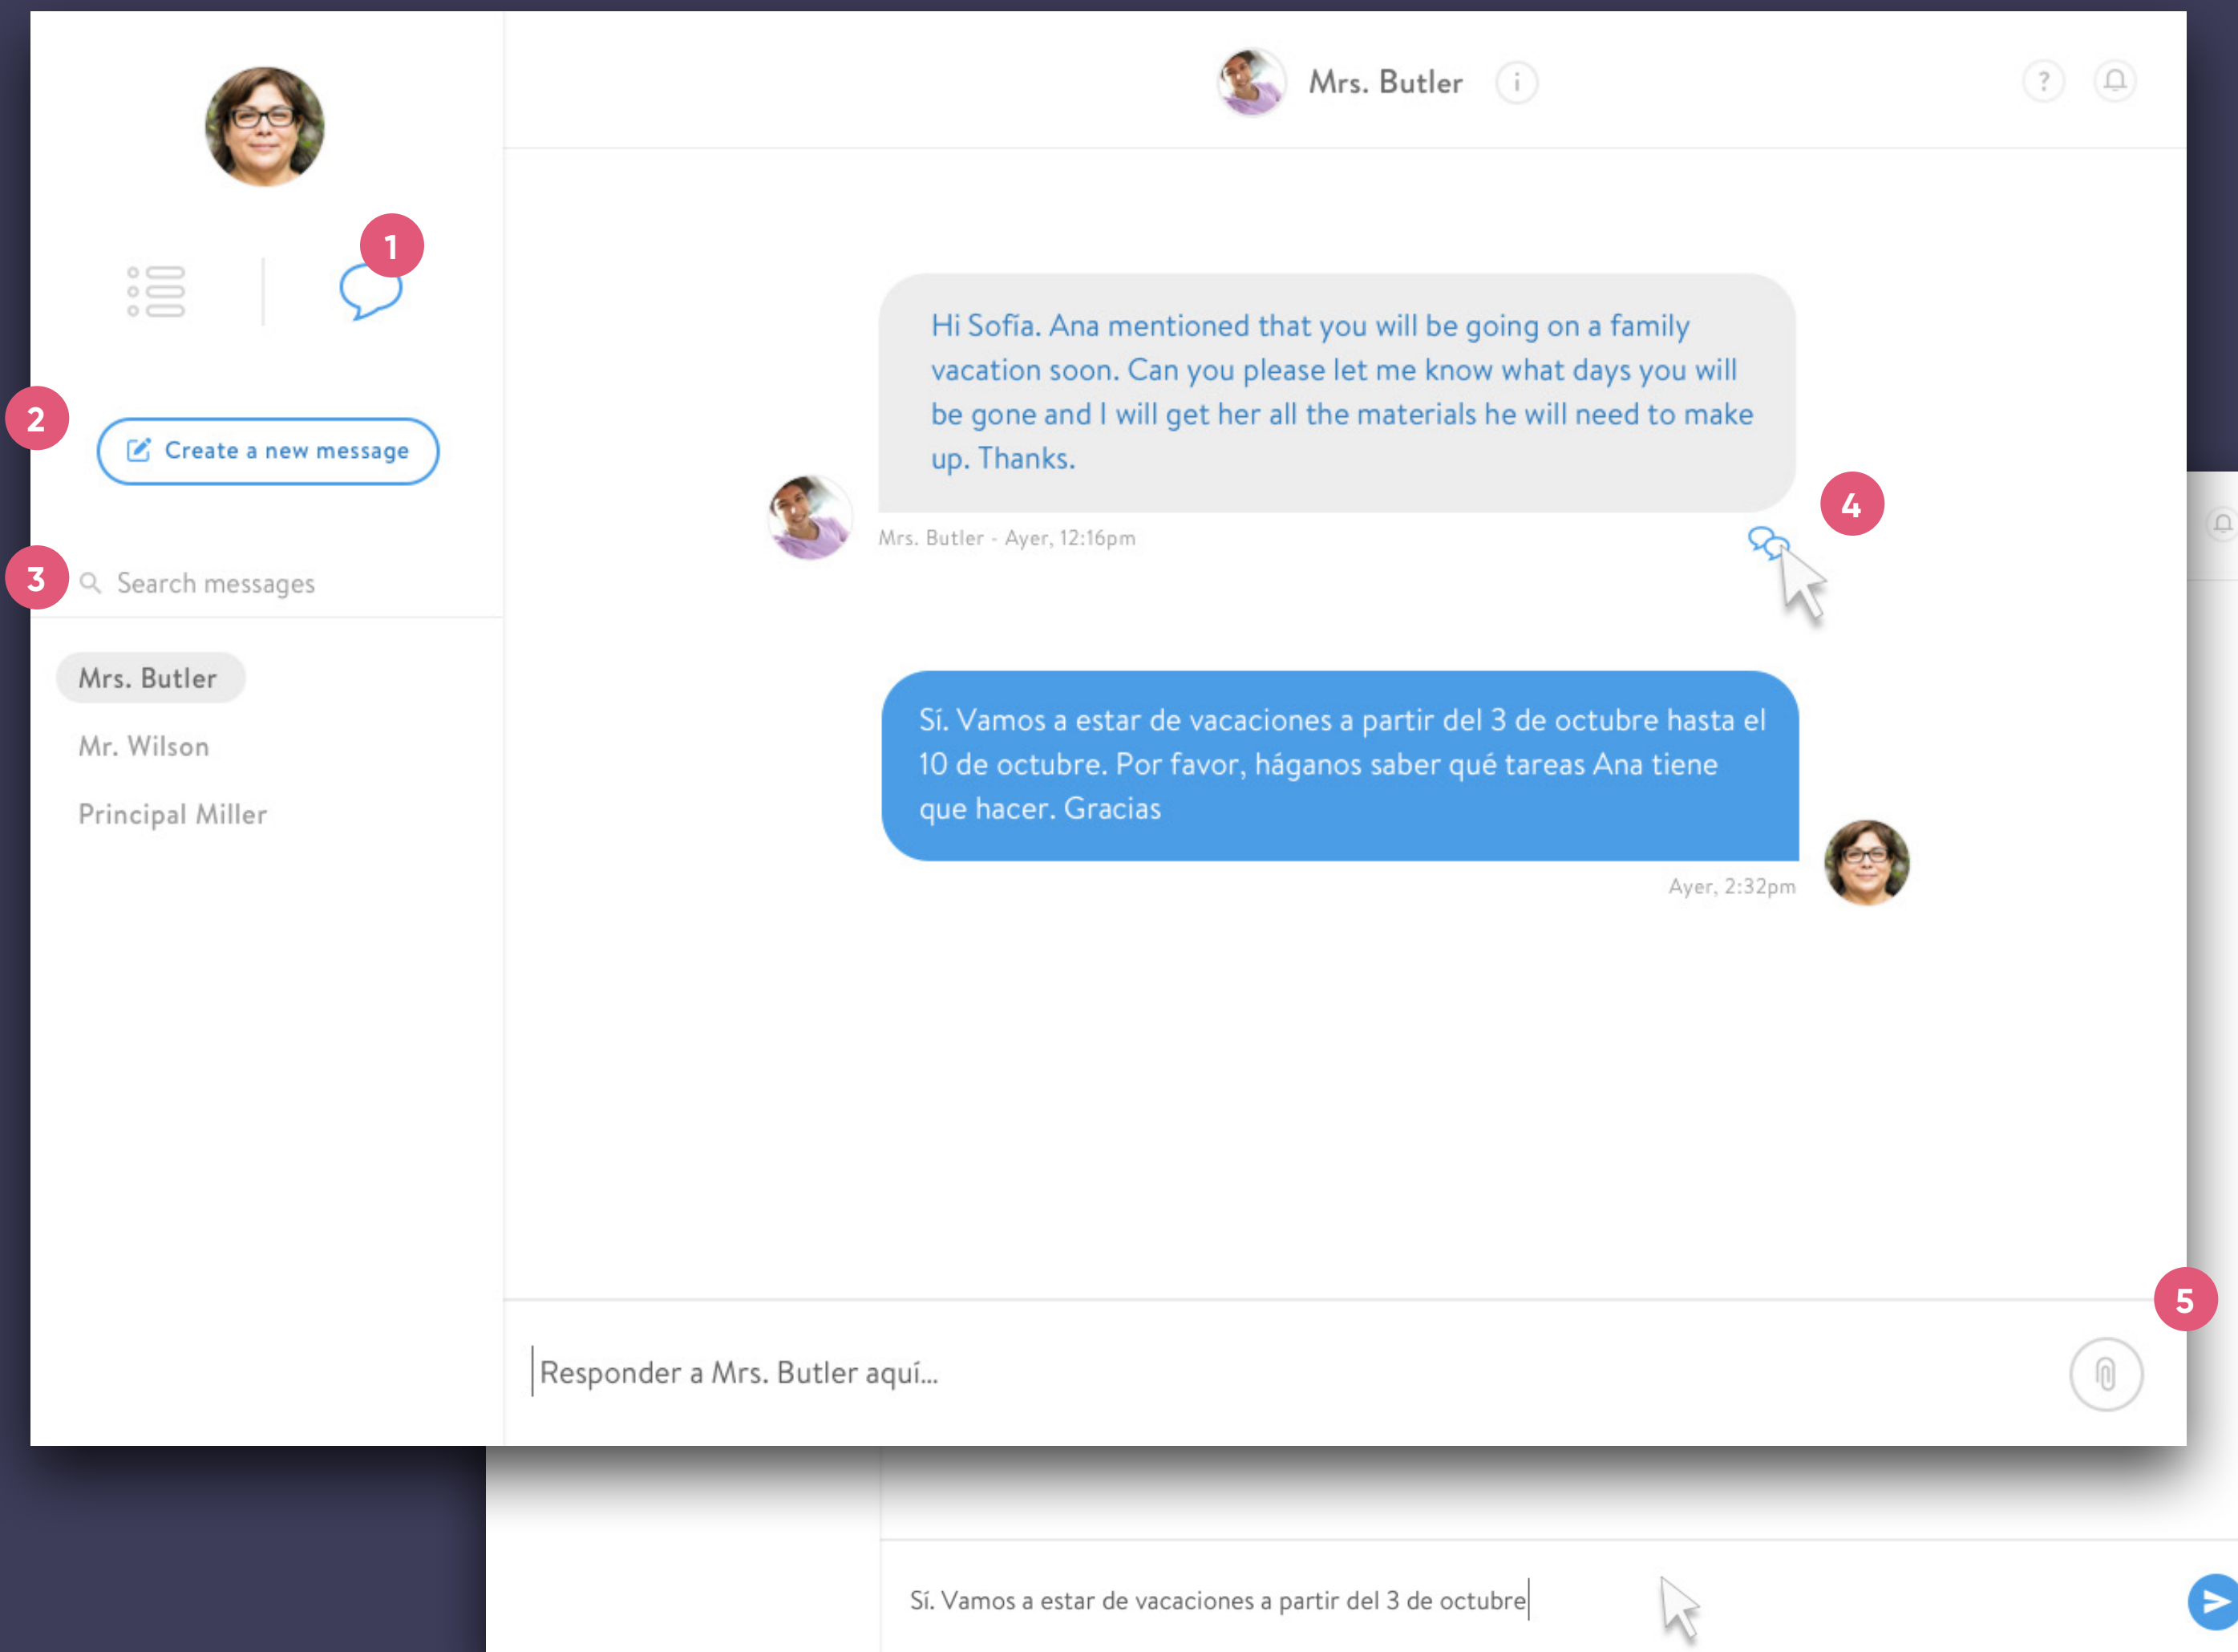 Mrs. Butler
i
?
1
2
Create a new message
3
Search messages
Mrs. Butler
Mr. Wilson
Principal Miller
Hi Sofía. Ana mentioned that you will be going on a family
vacation soon. Can you please let me know what days you will
be gone and I will get her all the materials he will need to make
up. Thanks.
4
Mrs. Butler - Ayer, 12:16pm
Sí. Vamos a estar de vacaciones a partir del 3 de octubre hasta el
10 de octubre. Por favor, háganos saber qué tareas Ana tiene
que hacer. Gracias
Ayer, 2:32pm
5
Responder a Mrs. Butler aquí...
Sí. Vamos a estar de vacaciones a partir del 3 de octubre